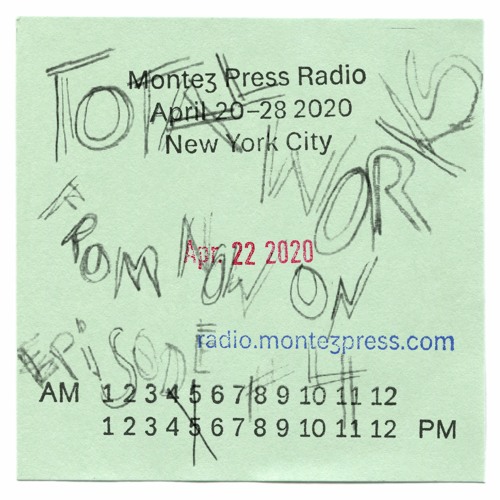 Montez Press Radio
April 20–28 2020
New York City
TOTAL
WORKS
FROM NOW ON
Apr. 22 2020
radio.montezpress.com
EPISODE #4
AM 1 2 3 4 5 6 7 8 9 10 11 12
1 2 3 4 5 6 7 8 9 10 11 12 PM